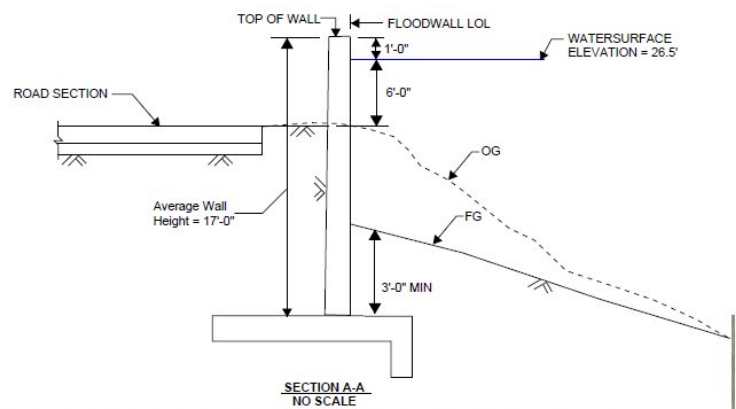 TOP OF WALL
FLOODWALL LOL
1'-0"
WATERSURFACE
ELEVATION = 26.5'
ROAD SECTION
6'-0"
OG
Average Wall
Height = 17'-0"
FG
3'-0" MIN
SECTION A-A
NO SCALE